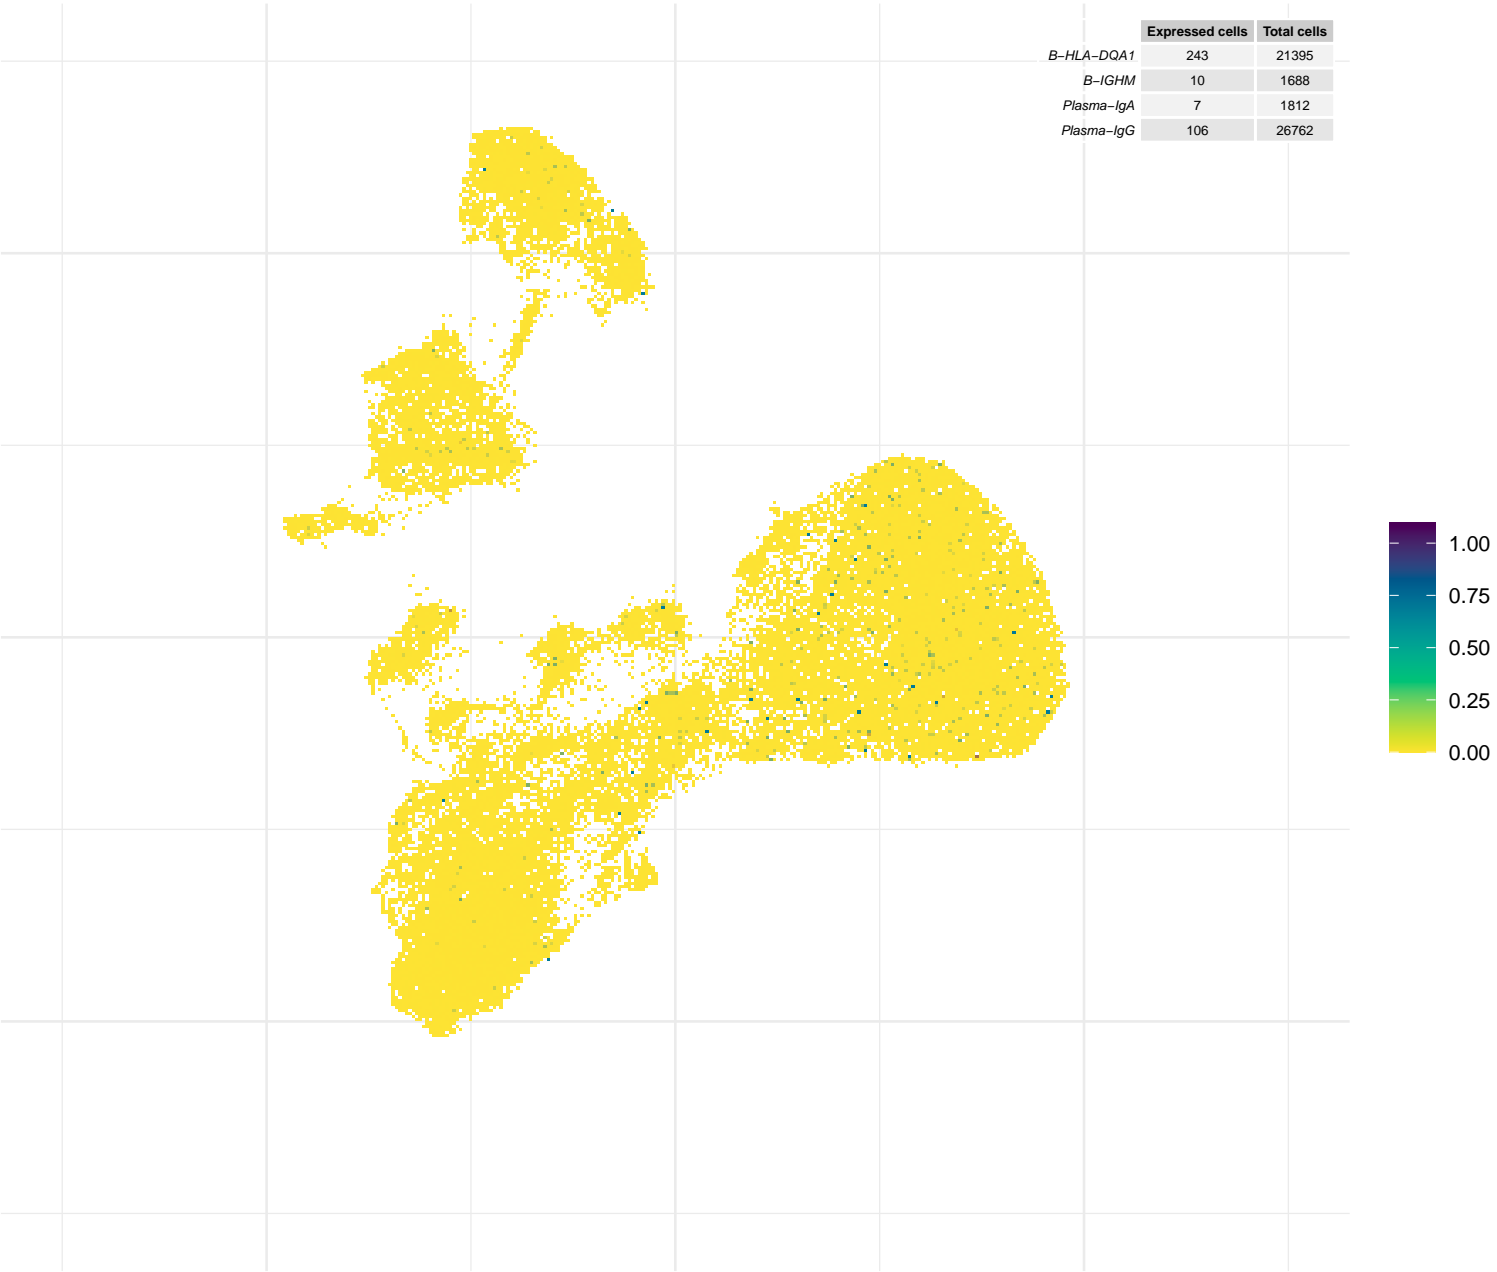 Expressed cells Total cells
B−HLA−DQA1 243 21395
B−IGHM 10 1688
Plasma−IgA 7 1812
Plasma−IgG 106 26762
1.00
0.75
0.50
0.25
0.00